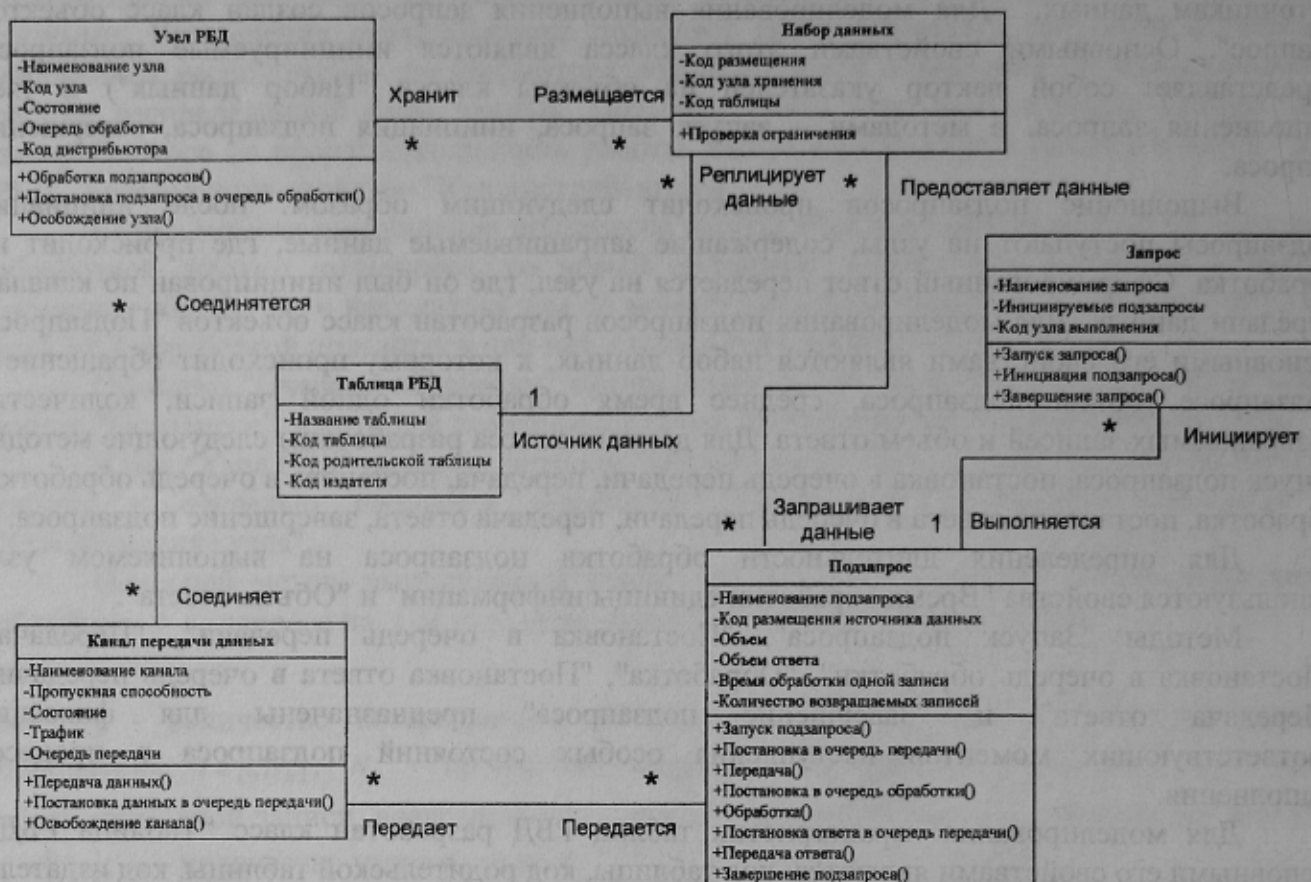 Узел РБД
-Наименование узла
-Код узла
-Состояние
-Очередь обработки
-Код дистрибьютора
+Обработка подзапросов()
+Постановка подзапроса в очередь обработки()
+Особождение узла()
Хранит
Размещается
*
*
Набор данных
-Код размещения
-Код узла хранения
-Код таблицы
+Проверка ограничения
*
Реплицирует
данные
*
Предоставляет данные
Запрос
-Наименование запроса
-Инициируемые подзапросы
-Код узла выполнения
+Запуск запроса()
+Инициация подзапроса()
+Завершение запроса()
*
Соединятется
Таблица РБД
-Название таблицы
-Код таблицы
-Код родительской таблицы
-Код издателя
1
Источник данных
*
Инициирует
*
Запрашивает
данные
1
Выполняется
*
Соединяет
Канал передачи данных
-Наименование канала
-Пропускная способность
-Состояние
-Трафик
-Очередь передачи
+Передача данных()
+Постановка данных в очередь передачи()
+Освобождение канала()
*
*
Передает
Передается
Подзапрос
-Наименование подзапроса
-Код размещения источника данных
-Объем
-Объем ответа
-Время обработки одной записи
-Количество возвращаемых записей
+Запуск подзапроса()
+Постановка в очередь передачи()
+Передача()
+Постановка в очередь обработки()
+Обработка()
+Постановка ответа в очередь передачи()
+Передача ответа()
+Завершение подзапроса()